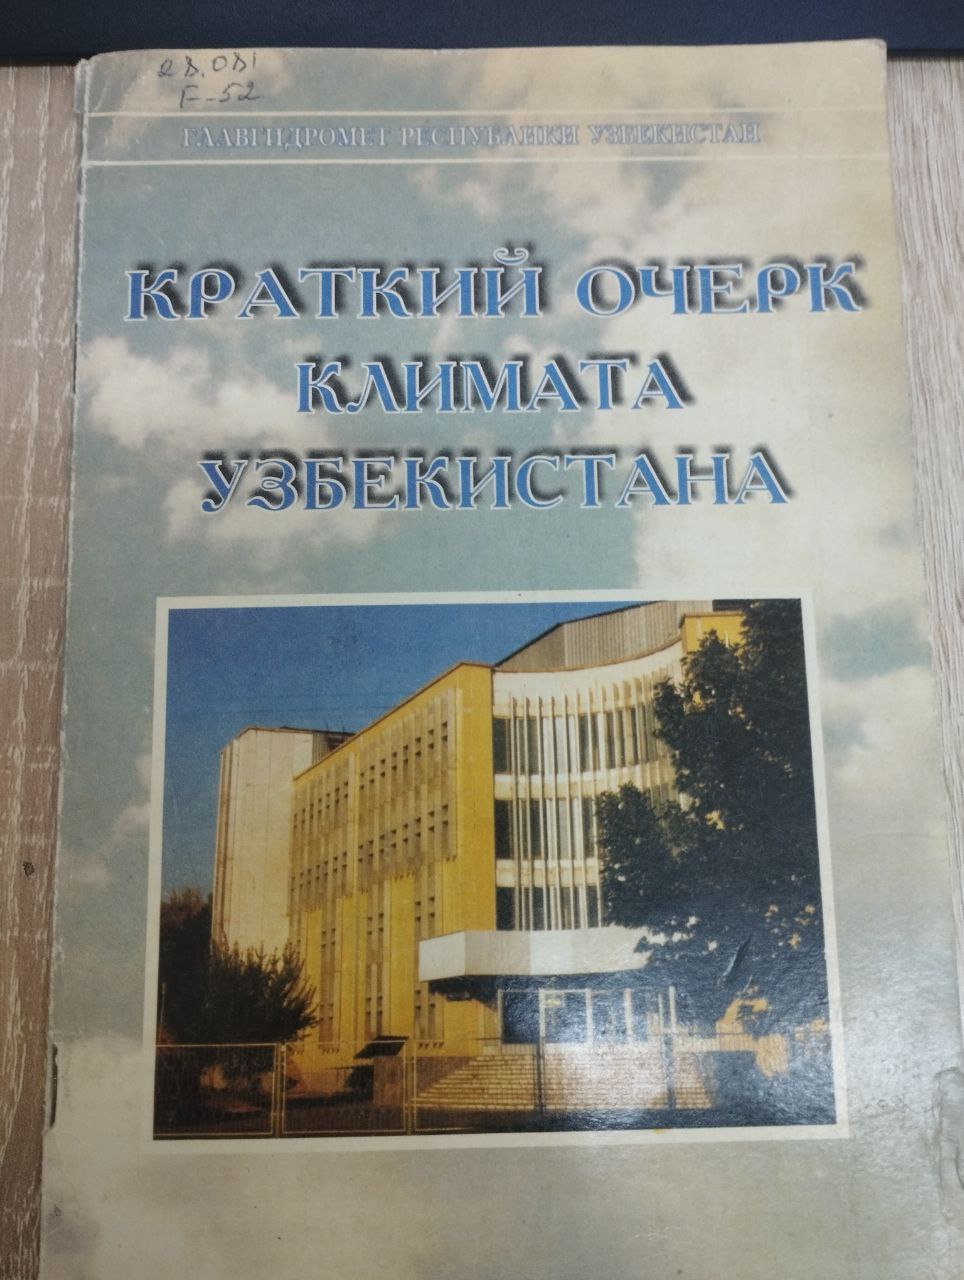 28.081
F-52
ГЛАВГИДРОМЕТ РЕСПУБЛИКИ УЗБЕКИСТАН
КРАТКИЙ ОЧЕРК
КЛИМАТА
УЗБЕКИСТАНА